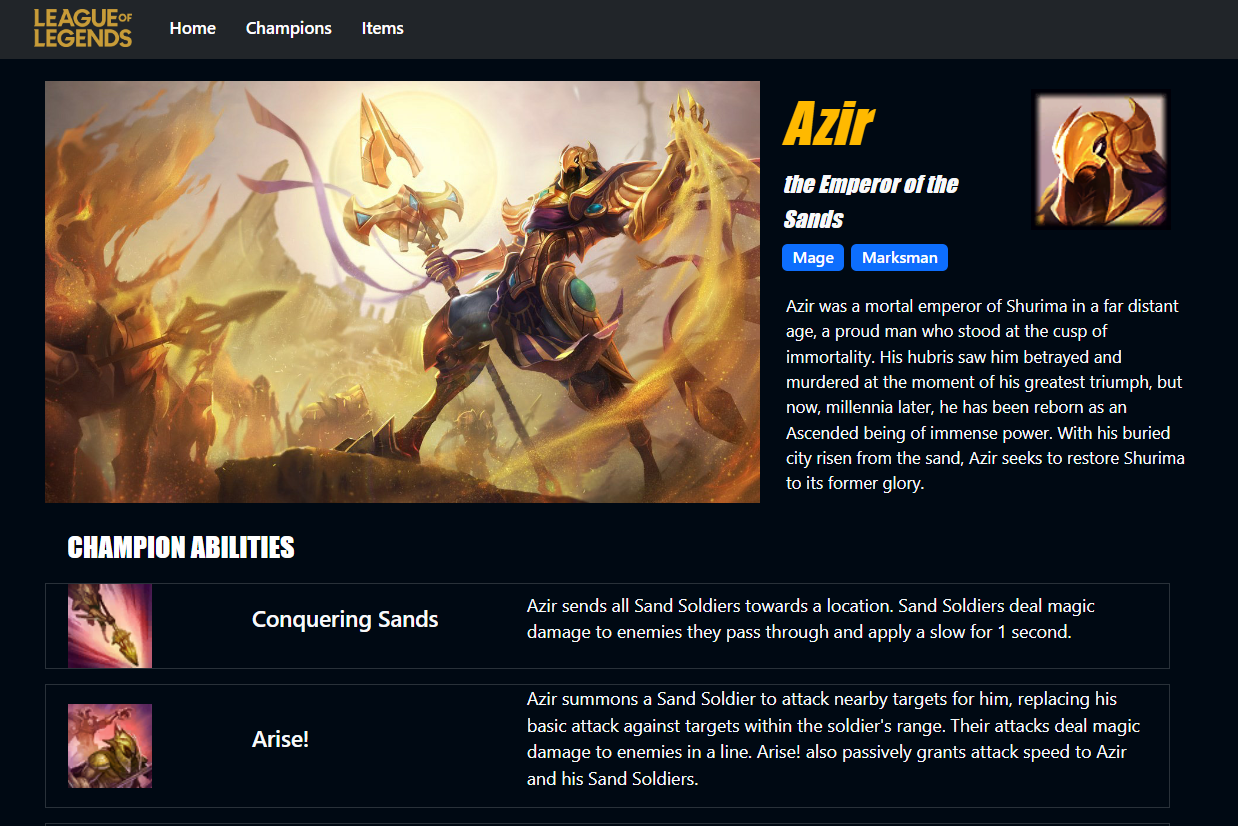 LEAGUE OF
LEGENDS
Home
Champions
Items
Azir
the Emperor of the
Sands
Mage
Marksman
Azir was a mortal emperor of Shurima in a far distant
age, a proud man who stood at the cusp of
immortality. His hubris saw him betrayed and
murdered at the moment of his greatest triumph, but
now, millennia later, he has been reborn as an
Ascended being of immense power. With his buried
city risen from the sand, Azir seeks to restore Shurima
to its former glory.
CHAMPION ABILITIES
Conquering Sands
Azir sends all Sand Soldiers towards a location. Sand Soldiers deal magic
damage to enemies they pass through and apply a slow for 1 second.
Arise!
Azir summons a Sand Soldier to attack nearby targets for him, replacing his
basic attack against targets within the soldier's range. Their attacks deal magic
damage to enemies in a line. Arise! also passively grants attack speed to Azir
and his Sand Soldiers.